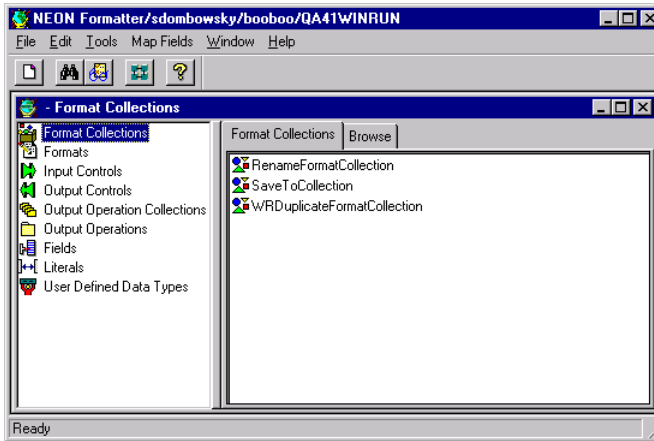 NEON Formatter/sdombowsky/booboo/QA41WINRUN
File Edit Tools Map Fields Window Help
- Format Collections
Format Collections
Formats
Input Controls
Output Controls
Output Operation Collections
Output Operations
Fields
Literals
User Defined Data Types
Format Collections Browse
RenameFormatCollection
SaveToCollection
WRDuplicateFormatCollection
Ready